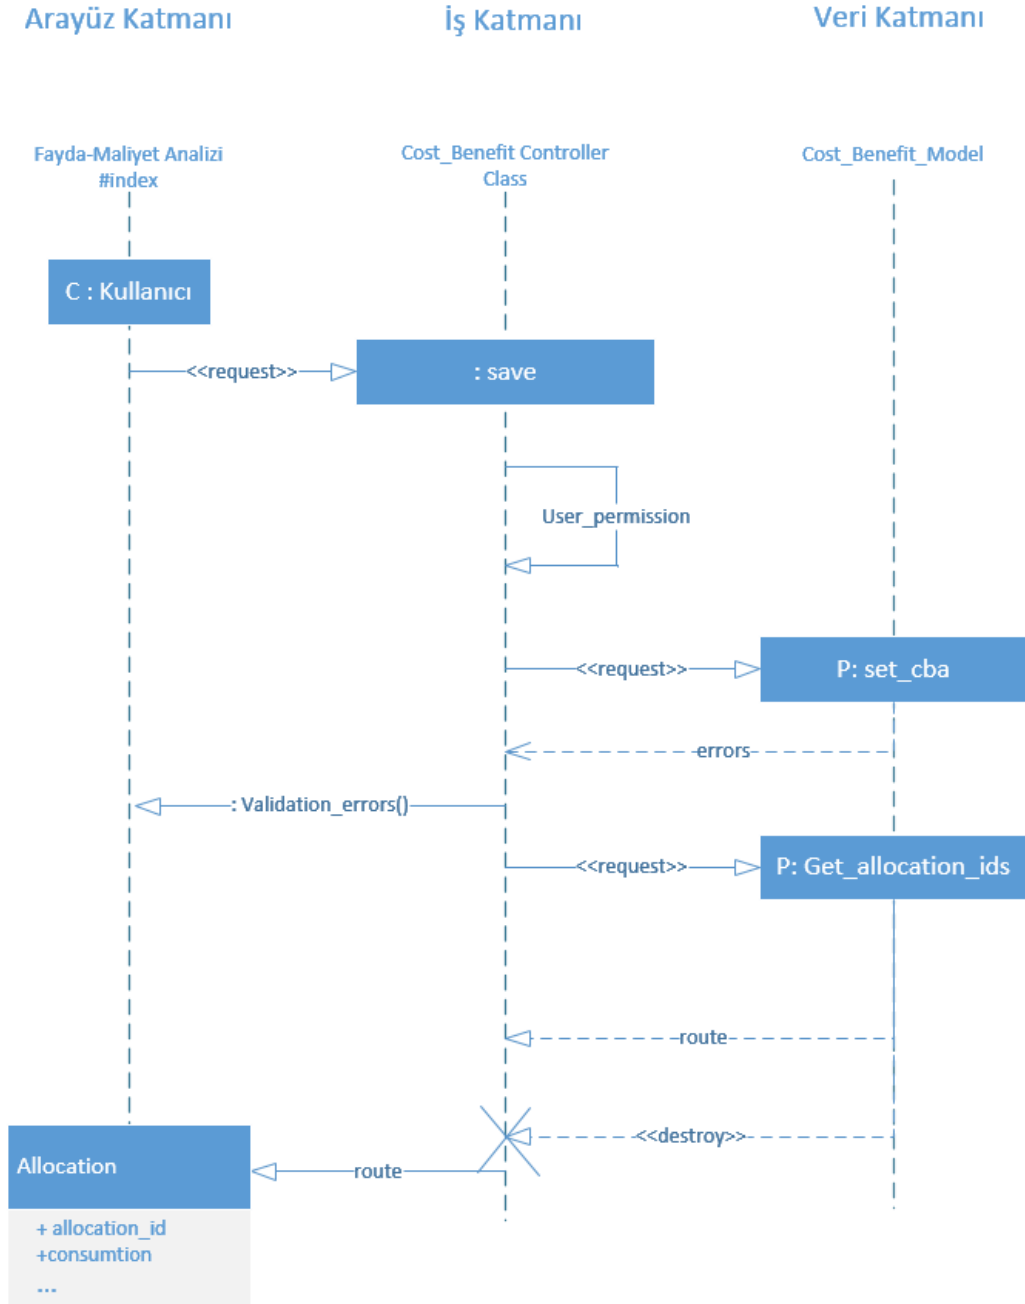 Arayüz Katmanı
İş Katmanı
Veri Katmanı
Fayda-Maliyet Analizi
#index
Cost_Benefit Controller
Class
Cost_Benefit_Model
C : Kullanıcı
<<request>>
: save
User_permission
<<request>>
P: set_cba
errors
: Validation_errors()
<<request>>
P: Get_allocation_ids
route
<<destroy>>
Allocation
route
+ allocation_id
+consumtion
...